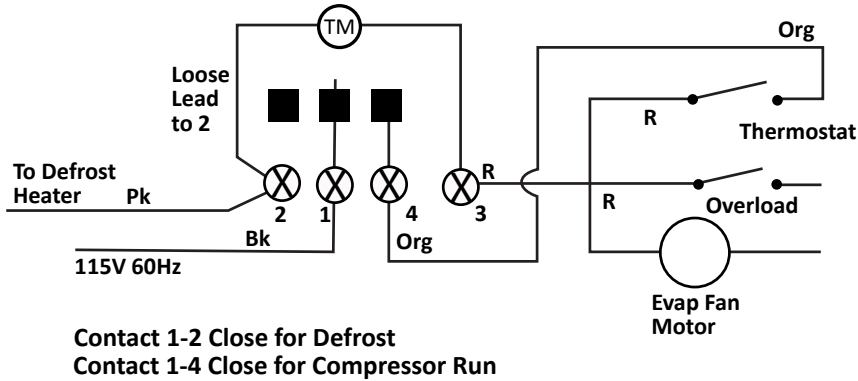 TM
Org
Loose
Lead
to 2
R
Thermostat
To Defrost
Heater
Pk
R
R
2
1
4
3
Overload
Bk
Org
115V 60Hz
Evap Fan
Motor
Contact 1-2 Close for Defrost
Contact 1-4 Close for Compressor Run